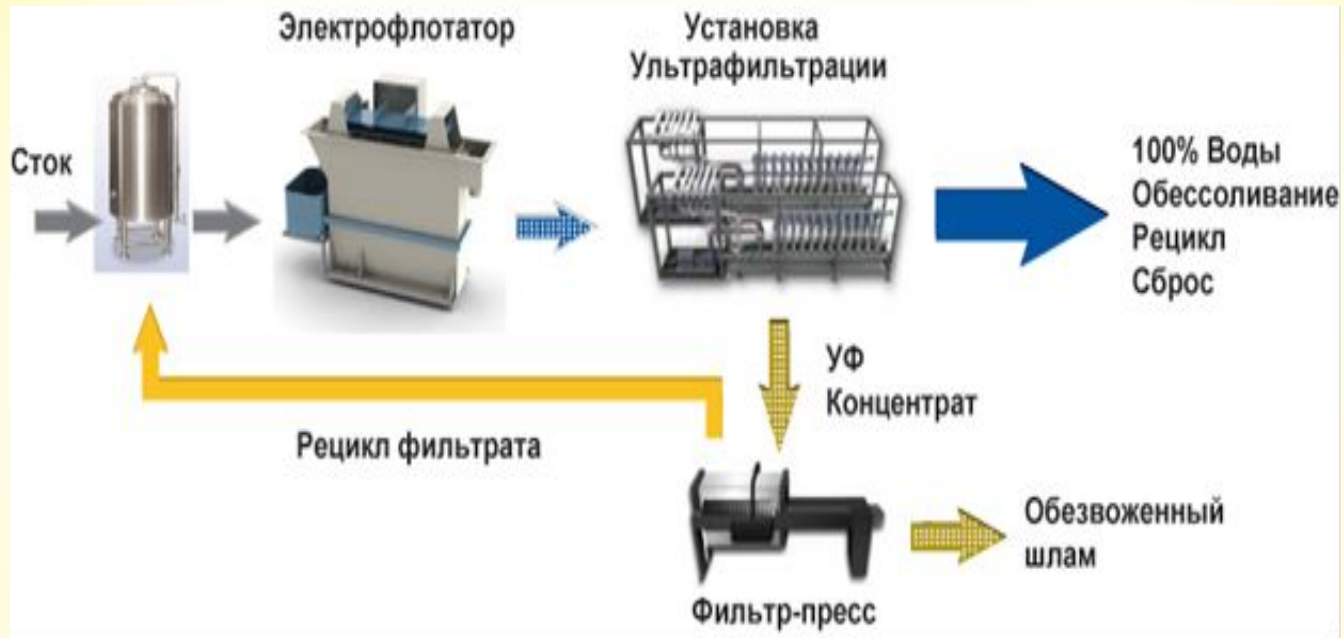 Электрофлотатор
Установка
Ультрафильтрации
Сток
100% Воды
Обессоливание
Рецикл
Сброс
УФ
Концентрат
Рецикл фильтрата
Обезвоженный
шлам
Фильтр-пресс